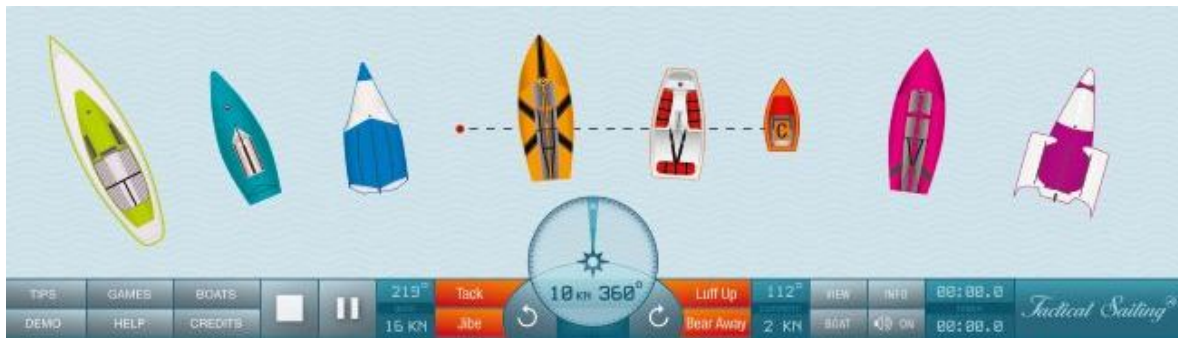 C
TIPS GAMES BOATS 219° Tack Luff Up 112° VIEW INFO 00:00.0
10 KN 360°
DEMO HELP CREDITS 16 KN Jibe Bear Away 2 KN BOAT ON 00:00.0
Tactical Sailing